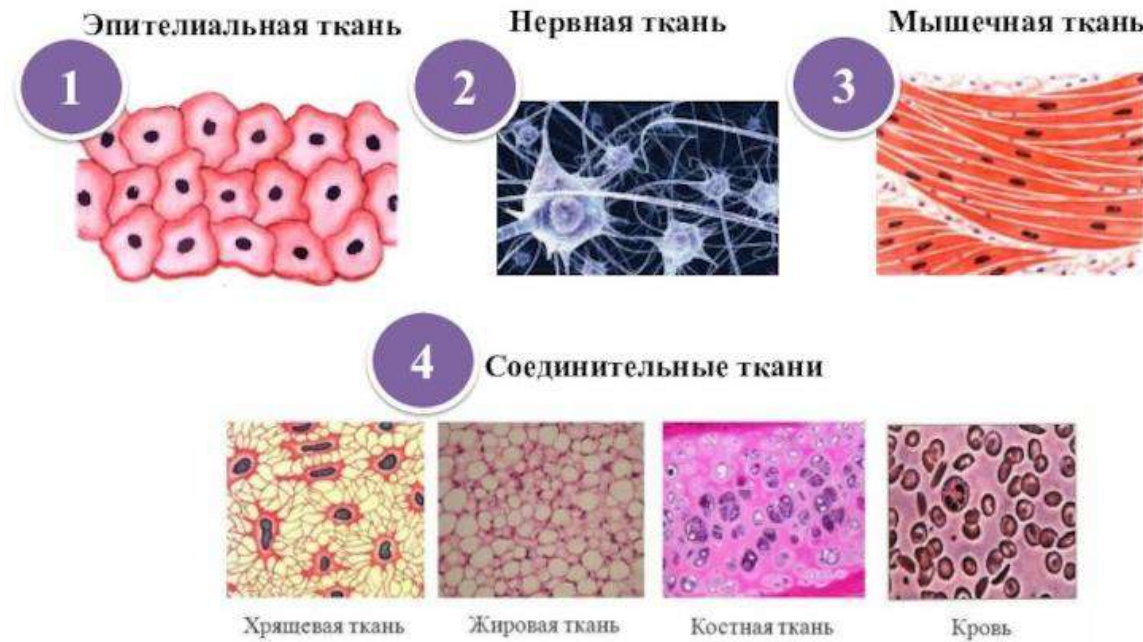 Эпителиальная ткань
1
Нервная ткань
2
Мышечная ткань
3
4
Соединительные ткани
Хрящевая ткань
Жировая ткань
Костная ткань
Кровь